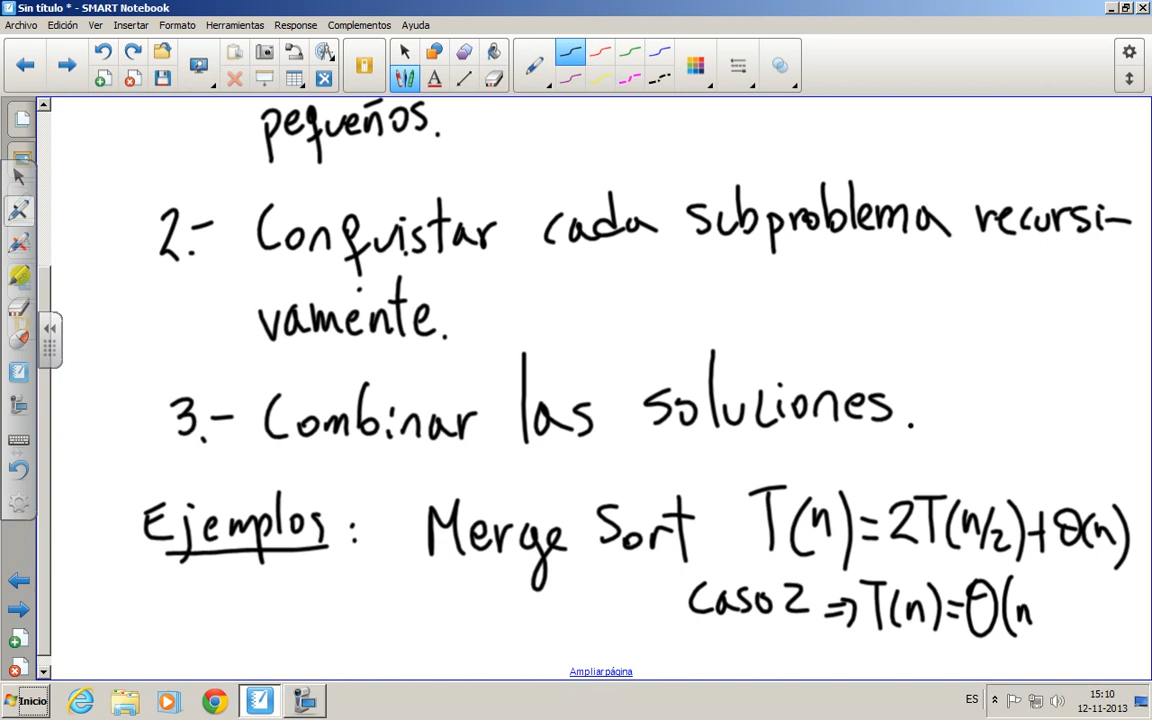 Sin título * - SMART Notebook
Archivo Edición Ver Insertar Formato Herramientas Response Complementos Ayuda
pequeños.
2.- Conquistar cada subproblema recursi-
vamente.
3.- Combinar las soluciones.
Ejemplos: Merge Sort T(n)=2T(n/2)+Θ(n)
Caso 2 ⇒ T(n)=Θ(n
Ampliar página
Inicio ES 15:10
12-11-2013